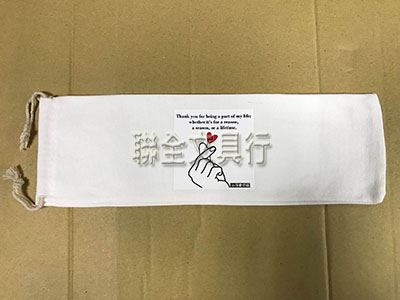 Thank you for being a part of my life;
whether it's for a reason,
a season, or a lifetime.
聯全文具行